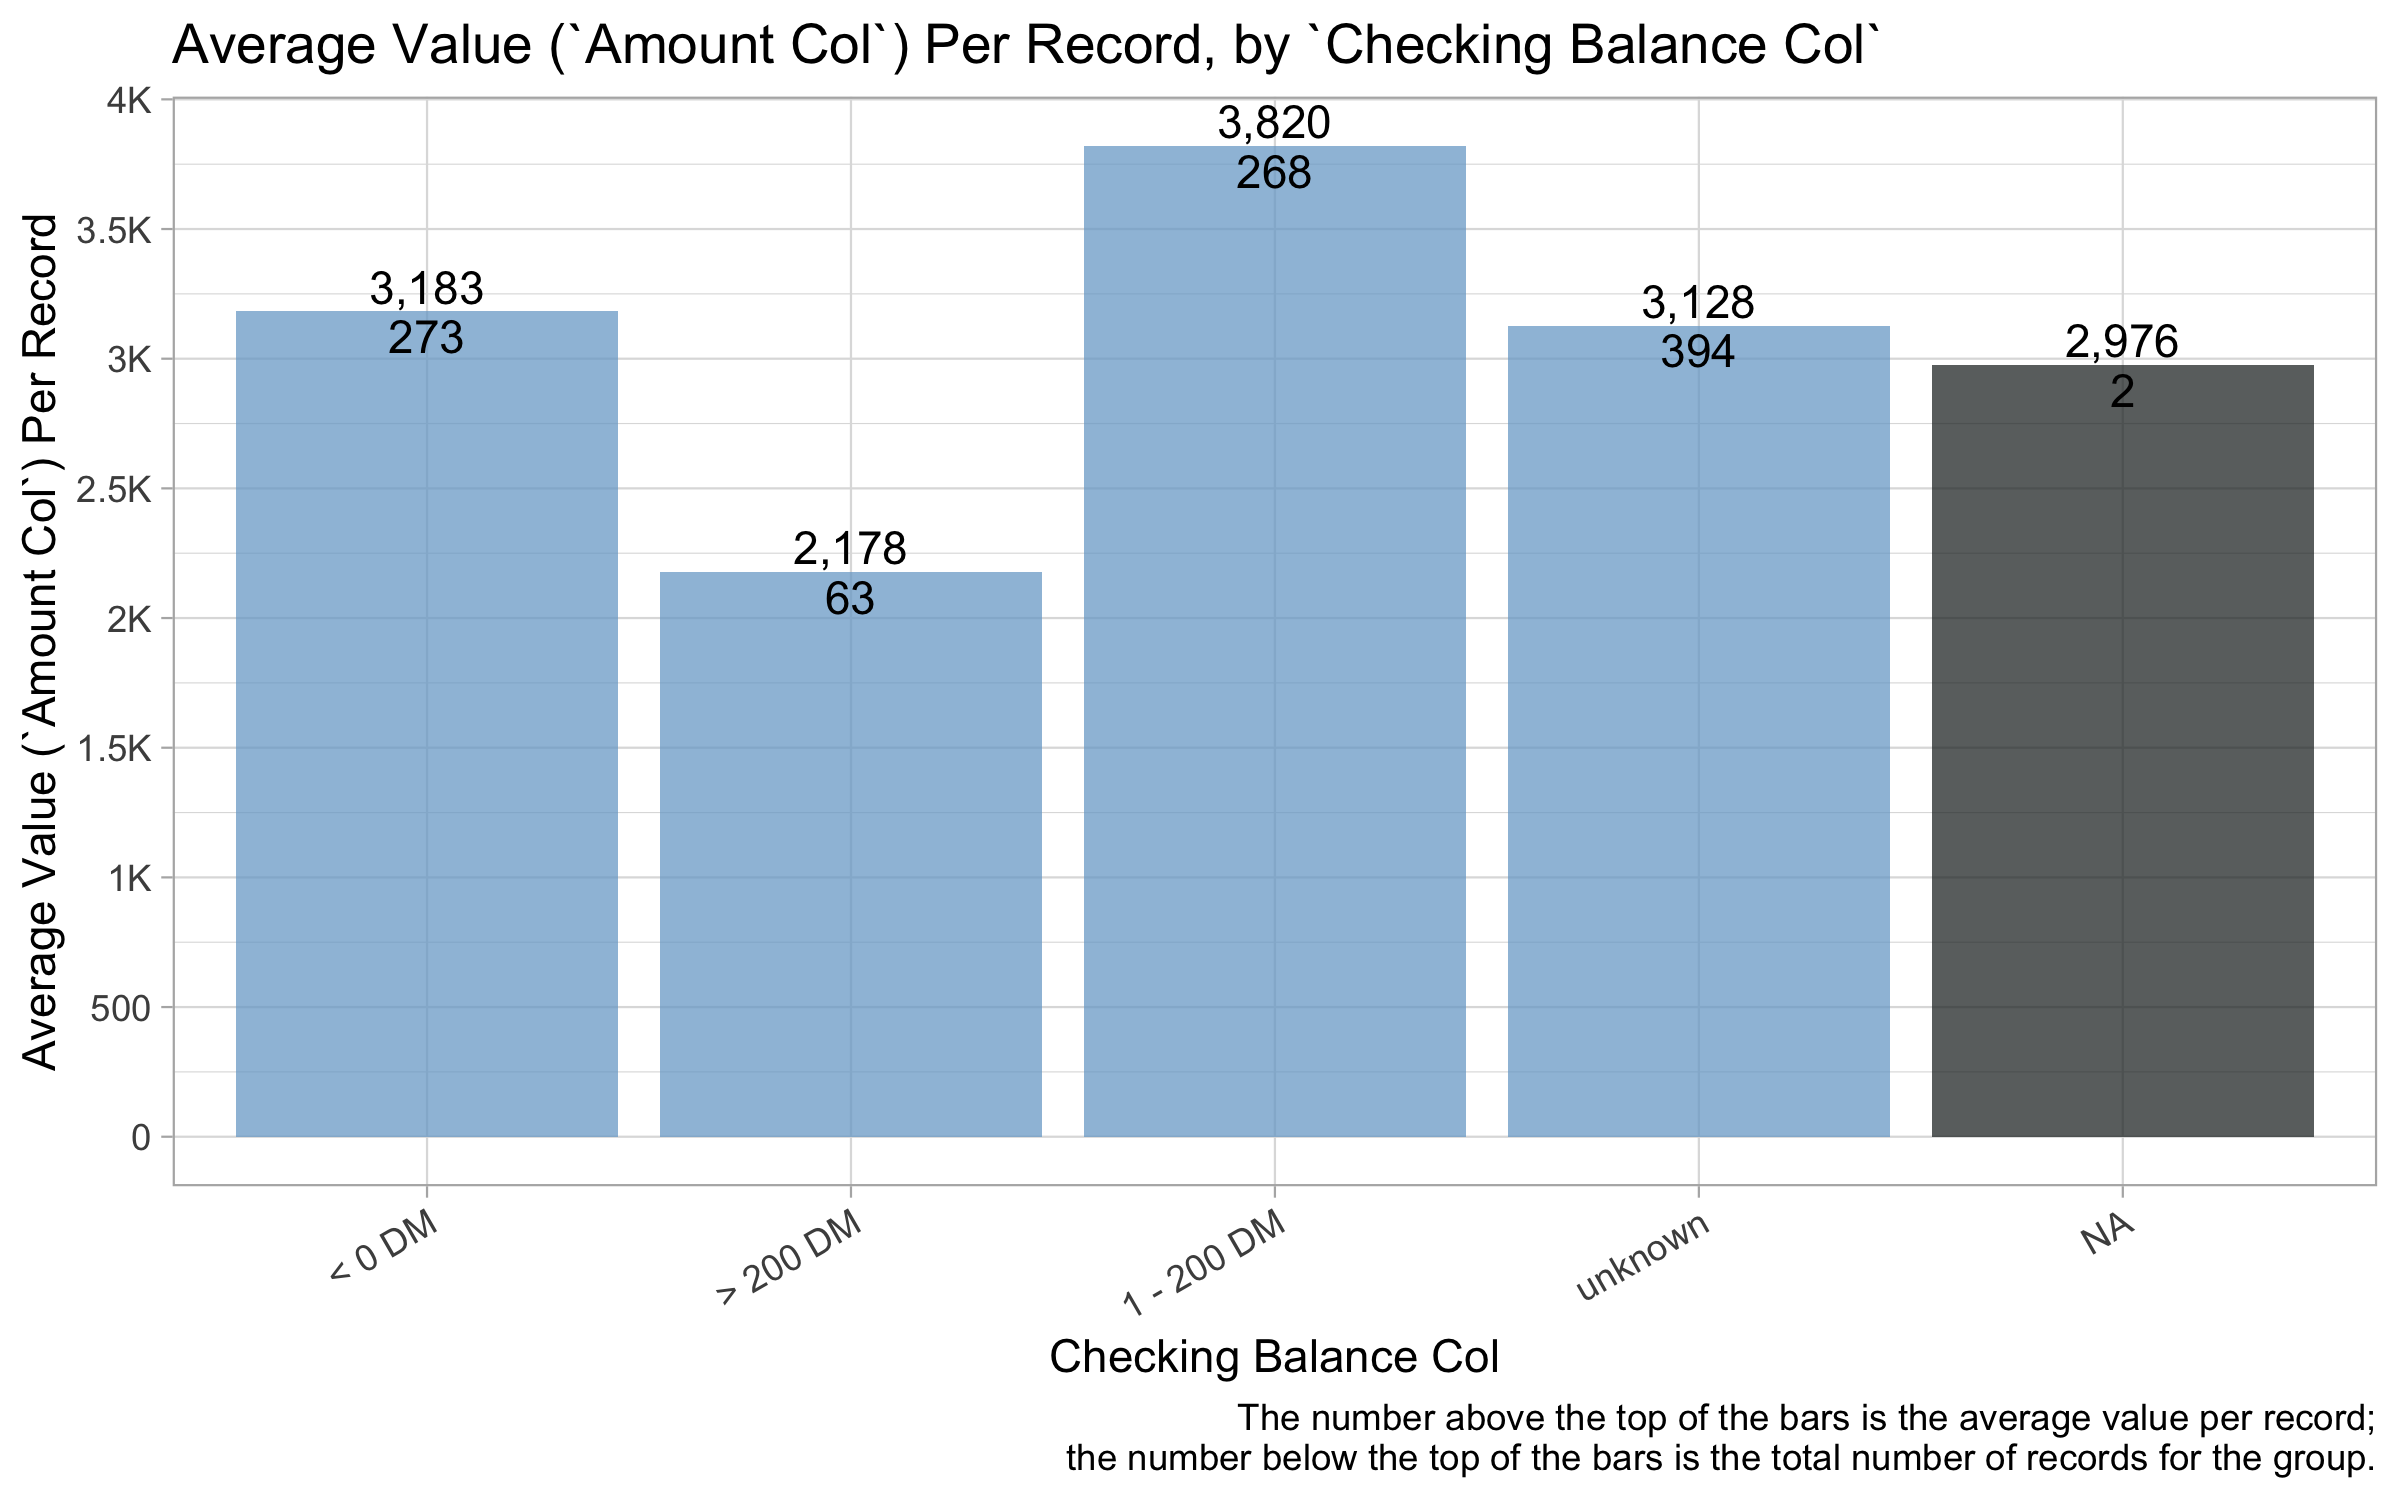 Average Value (`Amount Col`) Per Record, by `Checking Balance Col`
Average Value (`Amount Col`) Per Record
4K
3.5K
3K
2.5K
2K
1.5K
1K
500
0
3,183
273
2,178
63
3,820
268
3,128
394
2,976
2
< 0 DM
> 200 DM
1 - 200 DM
unknown
NA
Checking Balance Col
The number above the top of the bars is the average value per record;
the number below the top of the bars is the total number of records for the group.